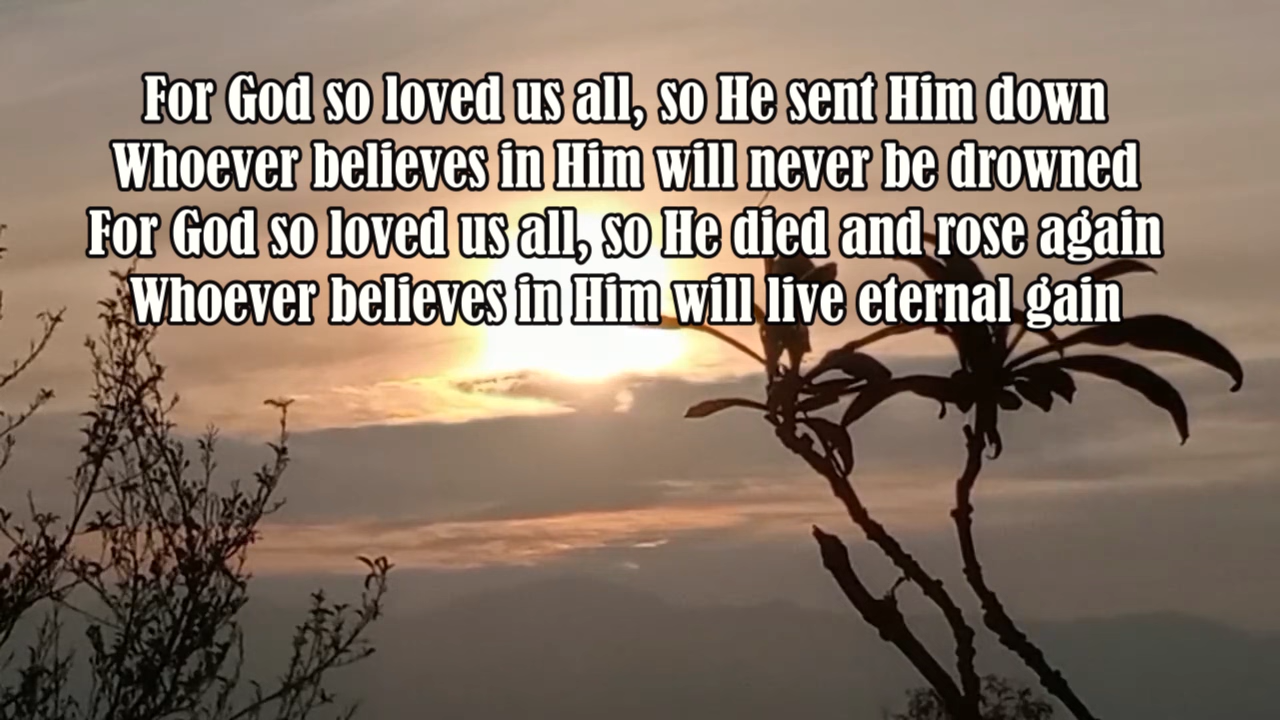 For God so loved us all, so He sent Him down
Whoever believes in Him will never be drowned
For God so loved us all, so He died and rose again
Whoever believes in Him will live eternal gain